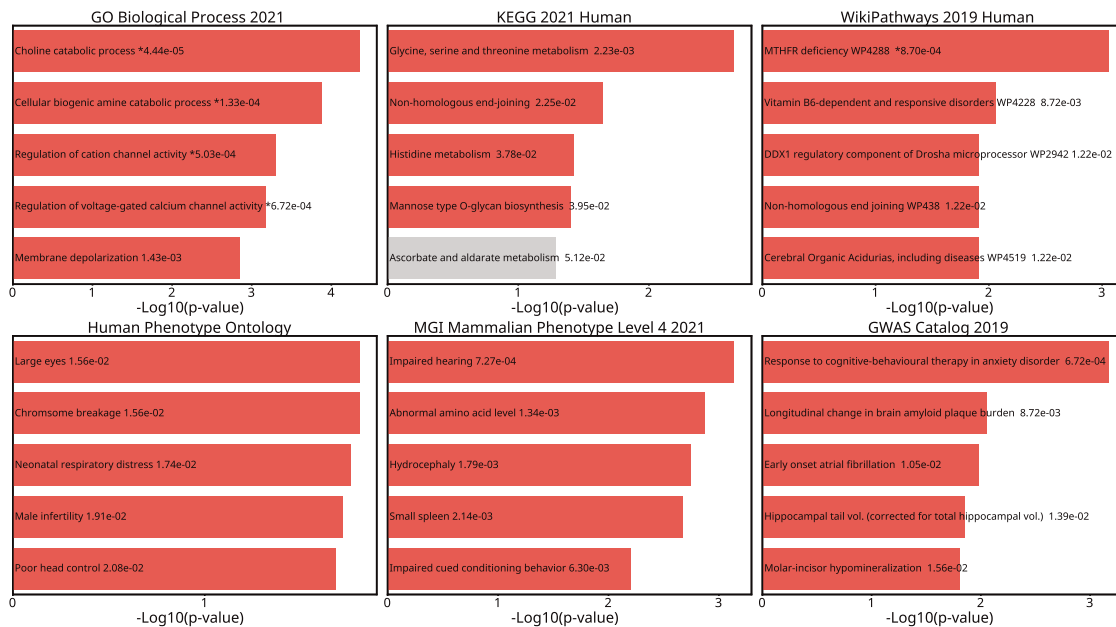 GO Biological Process 2021
Choline catabolic process *4.44e-05
Cellular biogenic amine catabolic process *1.33e-04
Regulation of cation channel activity *5.03e-04
Regulation of voltage-gated calcium channel activity *6.72e-04
Membrane depolarization 1.43e-03
0 1 2 3 4
-Log10(p-value)
KEGG 2021 Human
Glycine, serine and threonine metabolism 2.23e-03
Non-homologous end-joining 2.25e-02
Histidine metabolism 3.78e-02
Mannose type O-glycan biosynthesis 3.95e-02
Ascorbate and aldarate metabolism 5.12e-02
0 1 2
-Log10(p-value)
WikiPathways 2019 Human
MTHFR deficiency WP4288 *8.70e-04
Vitamin B6-dependent and responsive disorders WP4228 8.72e-03
DDX1 regulatory component of Drosha microprocessor WP2942 1.22e-02
Non-homologous end joining WP438 1.22e-02
Cerebral Organic Acidurias, including diseases WP4519 1.22e-02
0 1 2 3
-Log10(p-value)
Human Phenotype Ontology
Large eyes 1.56e-02
Chromsome breakage 1.56e-02
Neonatal respiratory distress 1.74e-02
Male infertility 1.91e-02
Poor head control 2.08e-02
0 1
-Log10(p-value)
MGI Mammalian Phenotype Level 4 2021
Impaired hearing 7.27e-04
Abnormal amino acid level 1.34e-03
Hydrocephaly 1.79e-03
Small spleen 2.14e-03
Impaired cued conditioning behavior 6.30e-03
0 1 2 3
-Log10(p-value)
GWAS Catalog 2019
Response to cognitive-behavioural therapy in anxiety disorder 6.72e-04
Longitudinal change in brain amyloid plaque burden 8.72e-03
Early onset atrial fibrillation 1.05e-02
Hippocampal tail vol. (corrected for total hippocampal vol.) 1.39e-02
Molar-incisor hypomineralization 1.56e-02
0 1 2 3
-Log10(p-value)